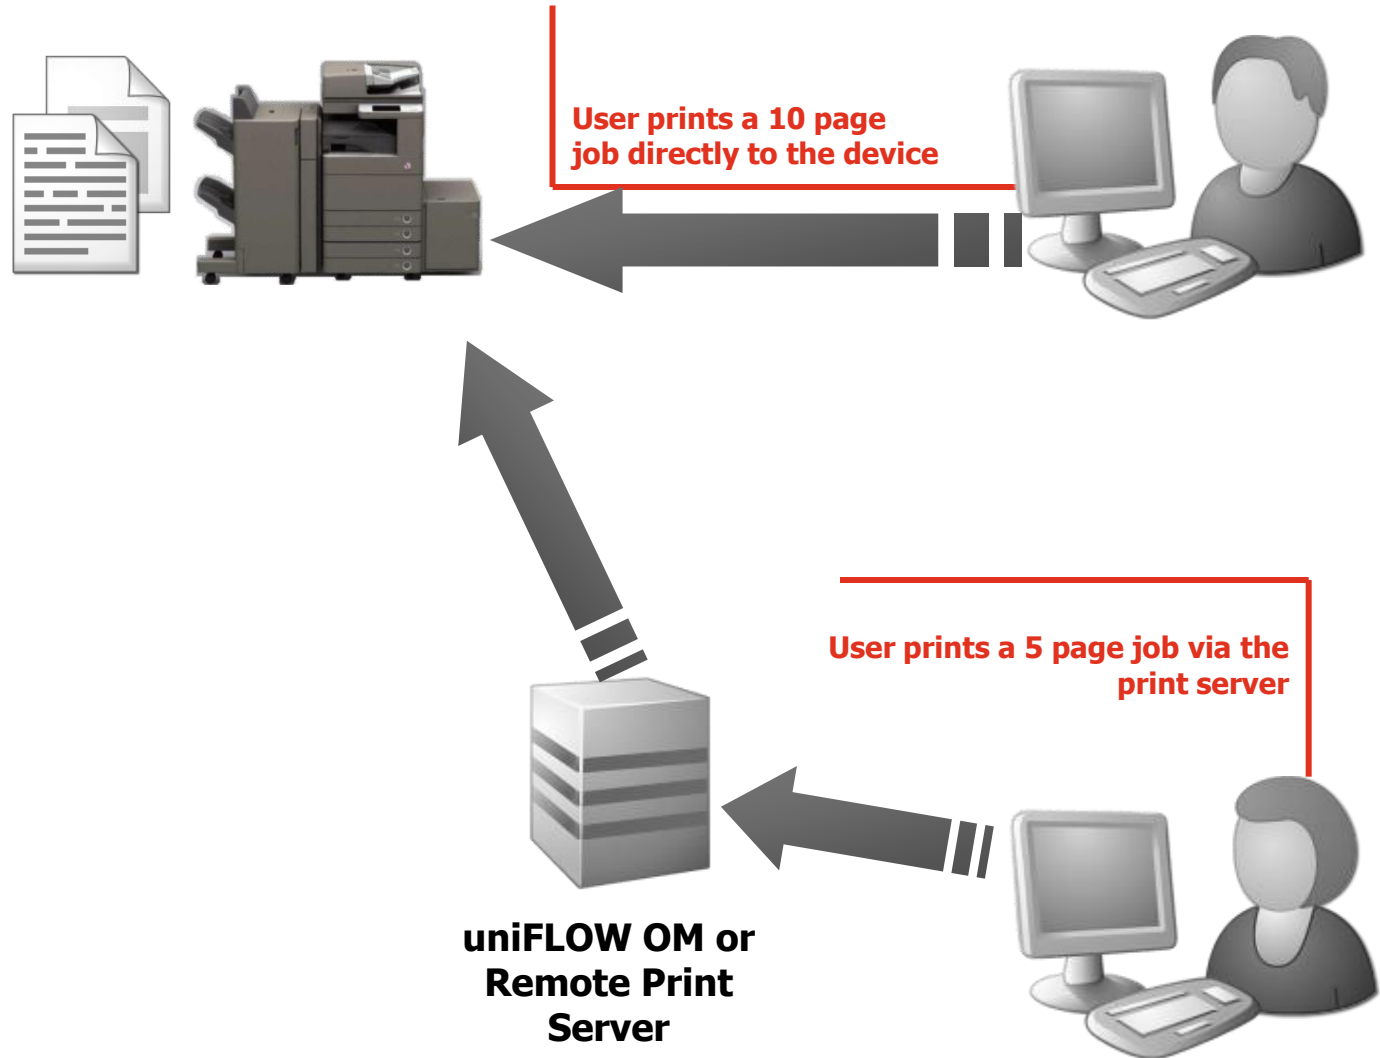 User prints a 10 page
job directly to the device
User prints a 5 page job via the
print server
uniFLOW OM or
Remote Print
Server